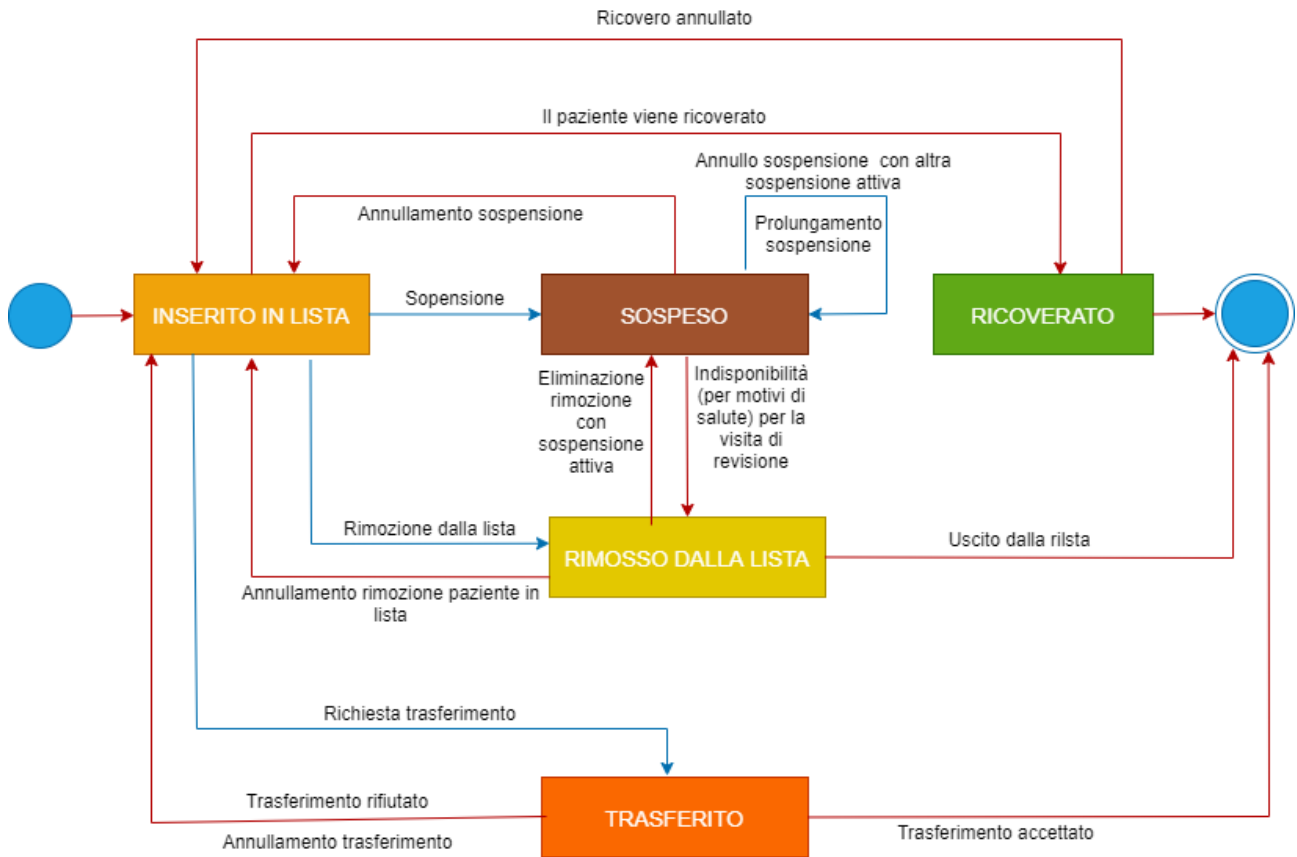 Ricovero annullato
Il paziente viene ricoverato
Annullo sospensione con altra
sospensione attiva
Annullamento sospensione
Prolungamento
sospensione
INSERITO IN LISTA
Sopensione
SOSPESO
RICOVERATO
Eliminazione
rimozione
con
sospensione
attiva
Indisponibilità
(per motivi di
salute) per la
visita di
revisione
Rimozione dalla lista
RIMOSSO DALLA LISTA
Uscito dalla rilsta
Annullamento rimozione paziente in
lista
Richiesta trasferimento
Trasferimento rifiutato
Annullamento trasferimento
TRASFERITO
Trasferimento accettato